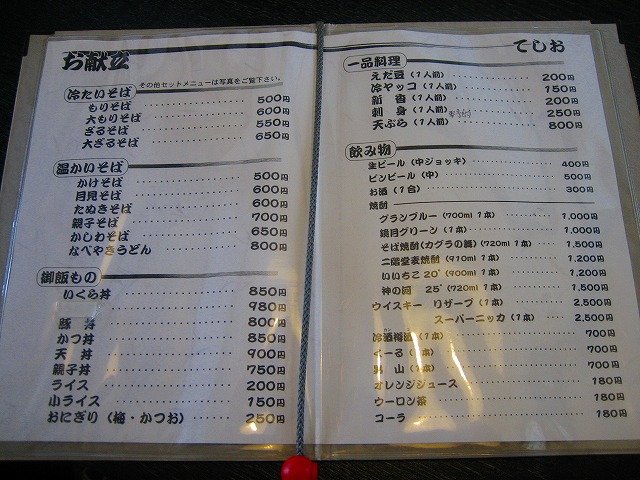 お献立
その他セットメニューは写真をご覧下さい。
冷たいそば
もりそば 500円
大もりそば 600円
ざるそば 550円
大ざるそば 650円
温かいそば
かけそば 500円
月見そば 600円
たぬきそば 600円
親子そば 700円
かしわそば 650円
なべやきうどん 800円
御飯もの
いくら丼 850円
980円
豚丼 800円
かつ丼 850円
天丼 900円
親子丼 750円
ライス 200円
小ライス 150円
おにぎり（梅・かつお） 250円
てしお
一品料理
えだ豆（1人前） 200円
冷ヤッコ（1人前） 150円
新香（1人前） 200円
刺身（1人前） 250円
天ぷら（1人前） 800円
飲み物
生ビール（中ジョッキ） 400円
ビンビール（中） 500円
お酒（1合） 300円
焼酎
グランブルー（700ml 1本） 1,000円
鏡月グリーン（1本） 1,000円
そば焼酎（カグラの舞）（720ml 1本） 1,500円
二階堂麦焼酎（910ml 1本） 1,200円
いいちこ 20°（900ml 1本） 1,200円
神の河 25°（720ml 1本） 1,500円
ウイスキー リザーブ（1本） 2,500円
スーパーニッカ（1本） 2,500円
冷酒樽酒（1本） 700円
くーる（1本） 700円
男山（1本） 700円
オレンジジュース 180円
ウーロン茶 180円
コーラ 180円